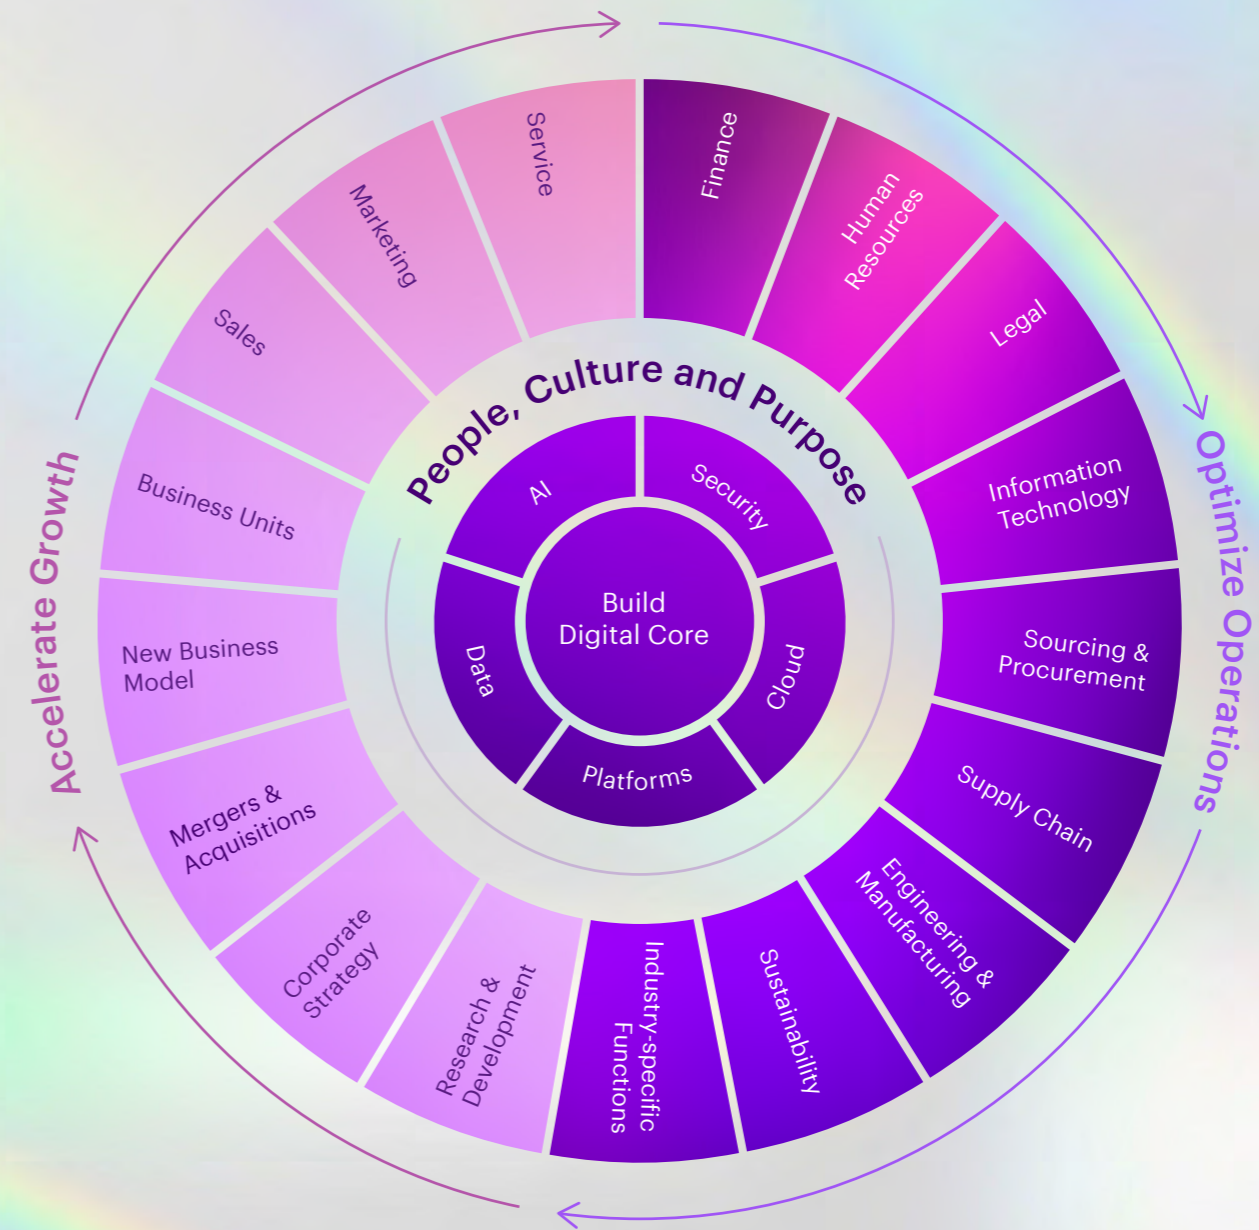 Accelerate Growth
Optimize Operations
Finance
Human
Resources
Legal
Information
Technology
Sourcing &
Procurement
Supply Chain
Engineering &
Manufacturing
Sustainability
Industry-specific
Functions
Research &
Development
Corporate
Strategy
Mergers &
Acquisitions
New Business
Model
Business Units
Sales
Marketing
Service
People, Culture and Purpose
AI
Security
Cloud
Platforms
Data
Build
Digital Core